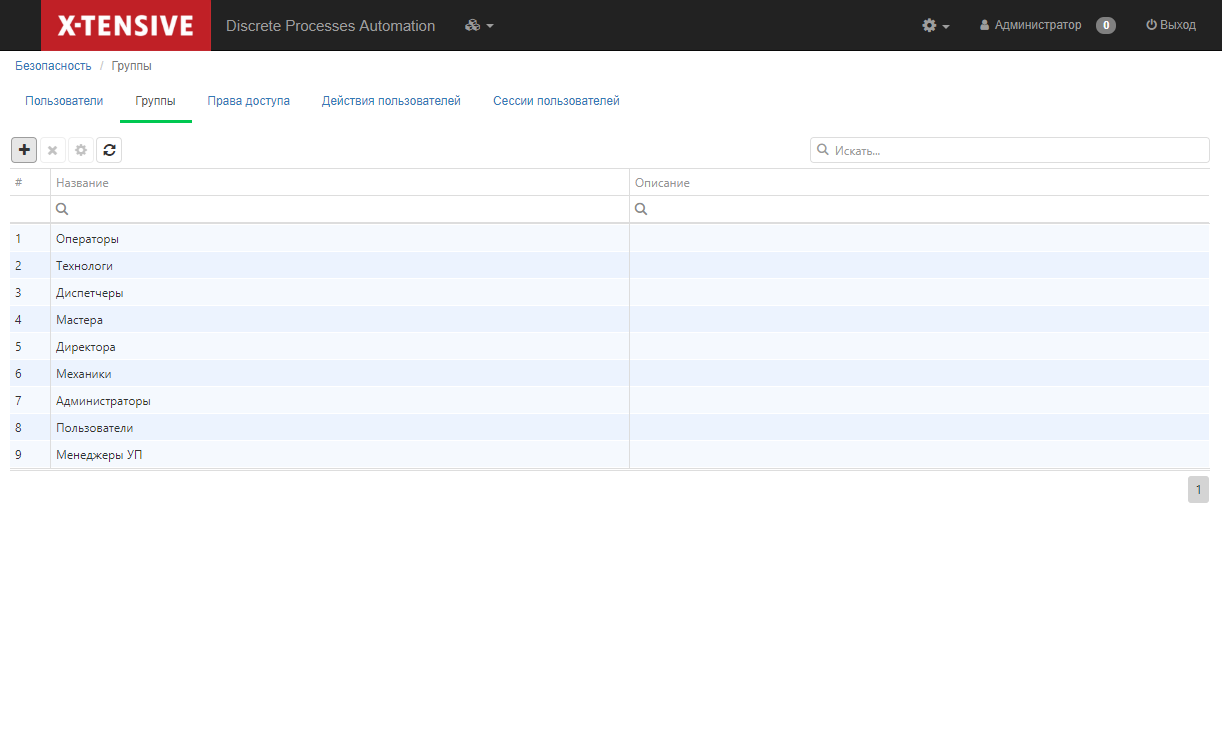 X-TENSIVE Discrete Processes Automation Администратор 0 Выход
Безопасность / Группы
Пользователи Группы Права доступа Действия пользователей Сессии пользователей
Искать...
# Название Описание
1 Операторы
2 Технологи
3 Диспетчеры
4 Мастера
5 Директора
6 Механики
7 Администраторы
8 Пользователи
9 Менеджеры УП
1